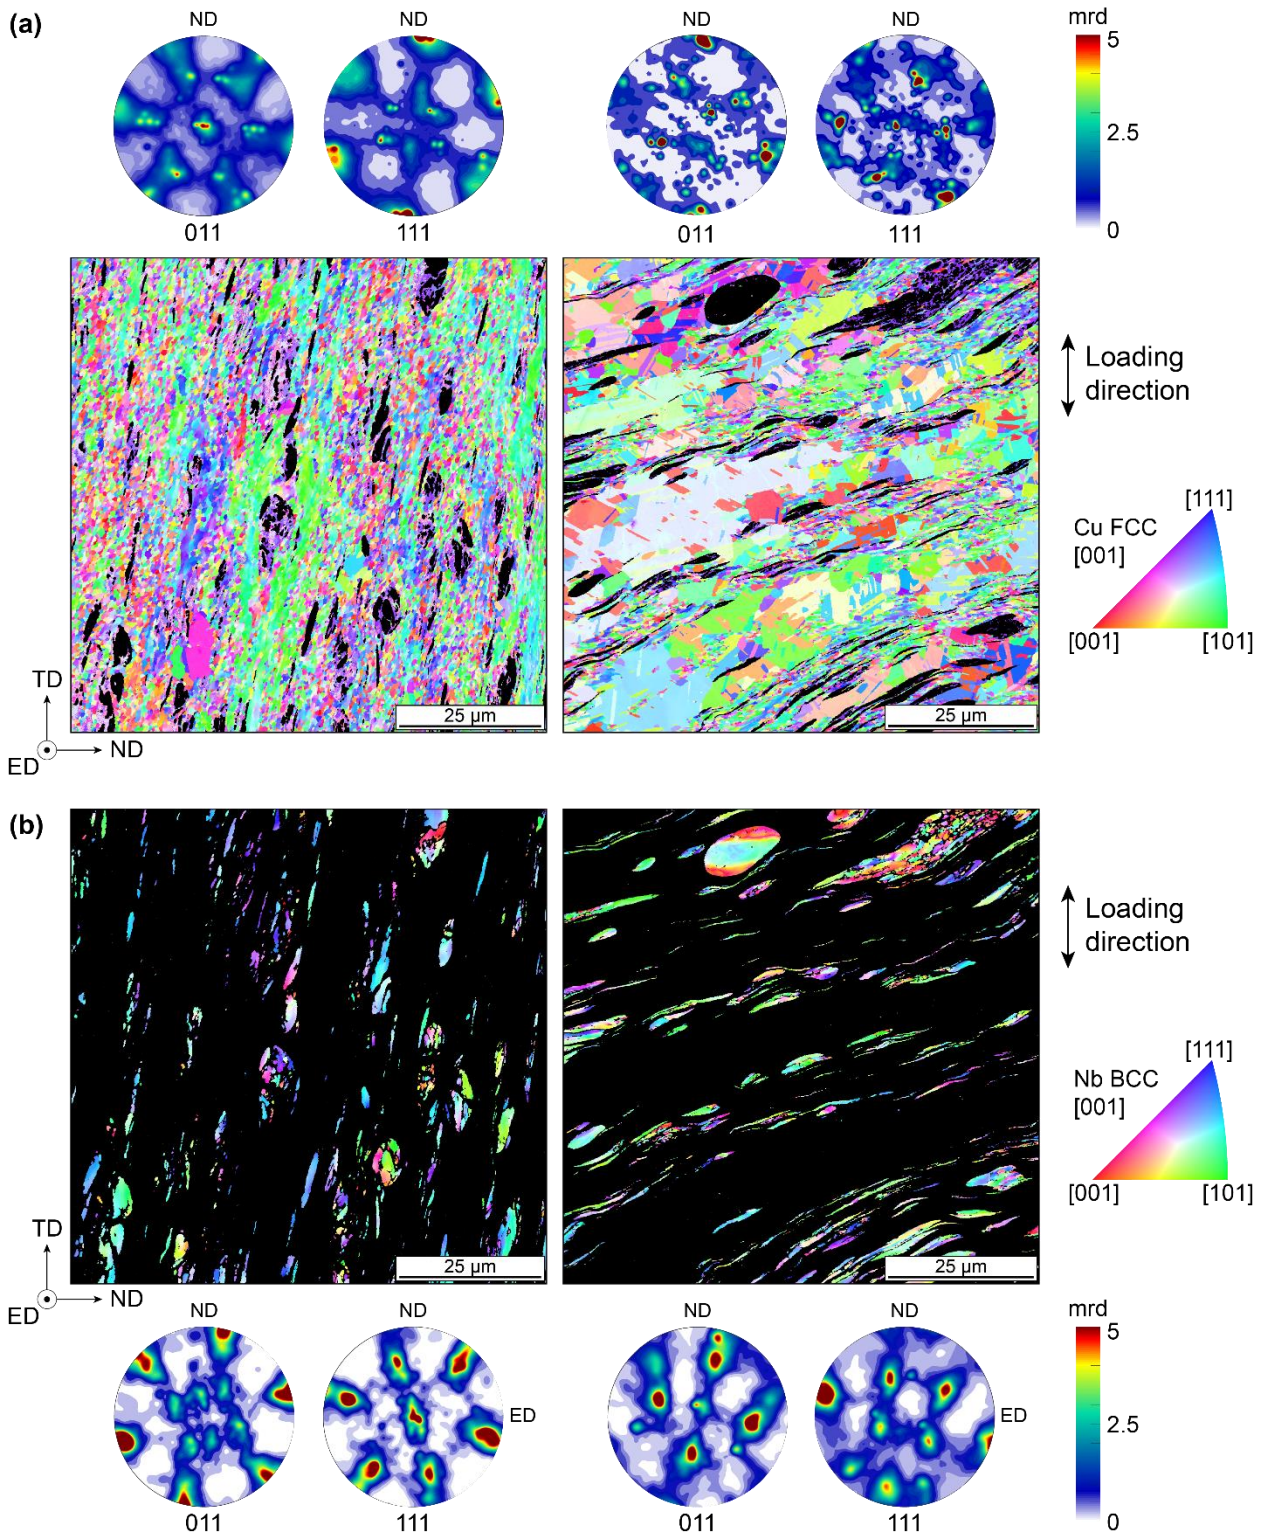 (a)
ND
ND
ND
ND
mrd
5
2.5
0
011
111
011
111
Loading
direction
Cu FCC
[001]
[111]
[001]
[101]
TD
ED
ND
25 µm
25 µm
(b)
Loading
direction
Nb BCC
[001]
[111]
[001]
[101]
TD
ED
ND
25 µm
25 µm
ND
ND
ND
ND
mrd
5
2.5
0
ED
ED
011
111
011
111